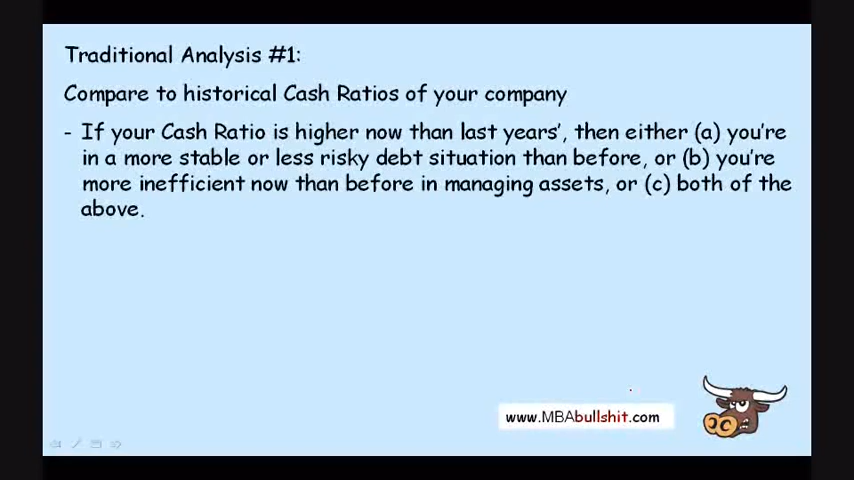 Traditional Analysis #1:
Compare to historical Cash Ratios of your company
- If your Cash Ratio is higher now than last years', then either (a) you're
in a more stable or less risky debt situation than before, or (b) you're
more inefficient now than before in managing assets, or (c) both of the
above.
www.MBAbullshit.com